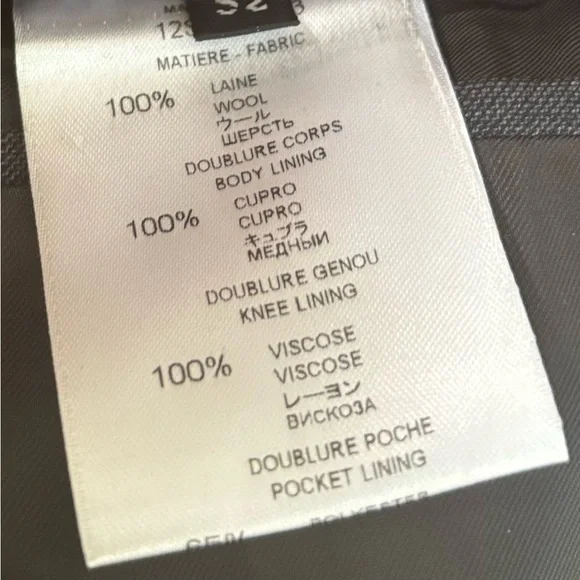 52
MATIERE - FABRIC
100% LAINE
WOOL
ウール
ШЕРСТЬ
DOUBLURE CORPS
BODY LINING
100% CUPRO
CUPRO
キュプラ
МЕДНЫЙ
DOUBLURE GENOU
KNEE LINING
100% VISCOSE
VISCOSE
レーヨン
ВИСКОЗА
DOUBLURE POCHE
POCKET LINING